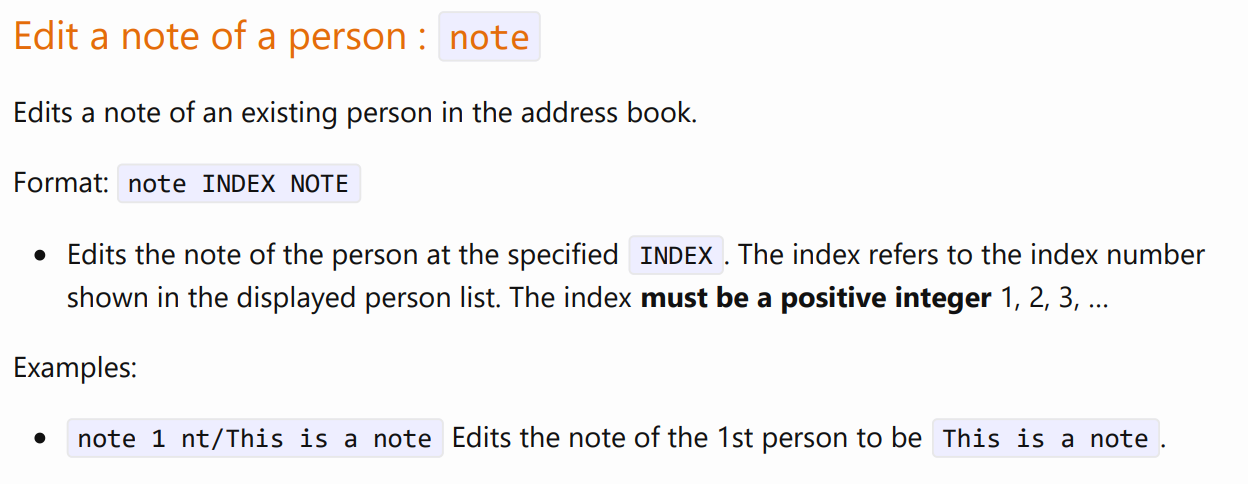 Edit a note of a person : note
Edits a note of an existing person in the address book.
Format: note INDEX NOTE
• Edits the note of the person at the specified INDEX. The index refers to the index number
shown in the displayed person list. The index must be a positive integer 1, 2, 3, …
Examples:
• note 1 nt/This is a note Edits the note of the 1st person to be This is a note.